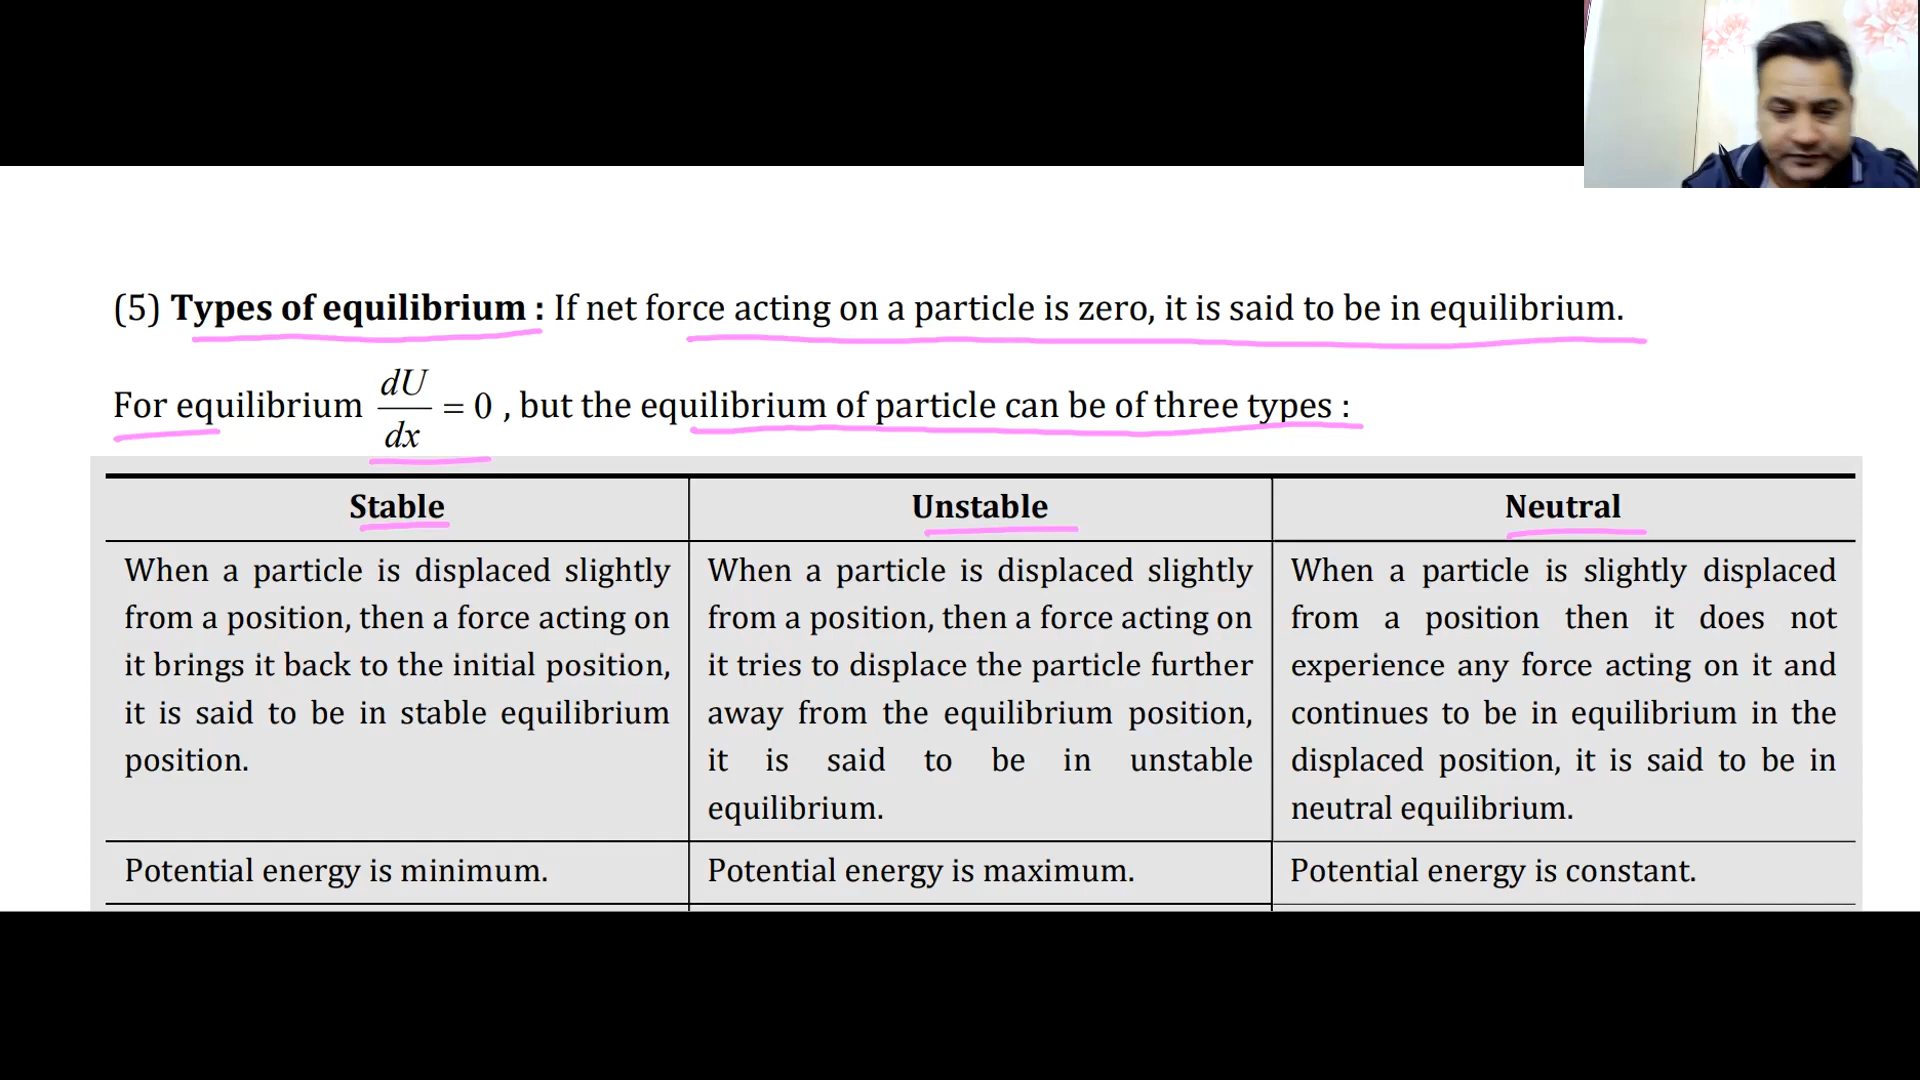 (5) Types of equilibrium : If net force acting on a particle is zero, it is said to be in equilibrium.
For equilibrium dU/dx = 0 , but the equilibrium of particle can be of three types :
Stable
Unstable
Neutral
When a particle is displaced slightly
from a position, then a force acting on
it brings it back to the initial position,
it is said to be in stable equilibrium
position.
When a particle is displaced slightly
from a position, then a force acting on
it tries to displace the particle further
away from the equilibrium position,
it is said to be in unstable
equilibrium.
When a particle is slightly displaced
from a position then it does not
experience any force acting on it and
continues to be in equilibrium in the
displaced position, it is said to be in
neutral equilibrium.
Potential energy is minimum.
Potential energy is maximum.
Potential energy is constant.